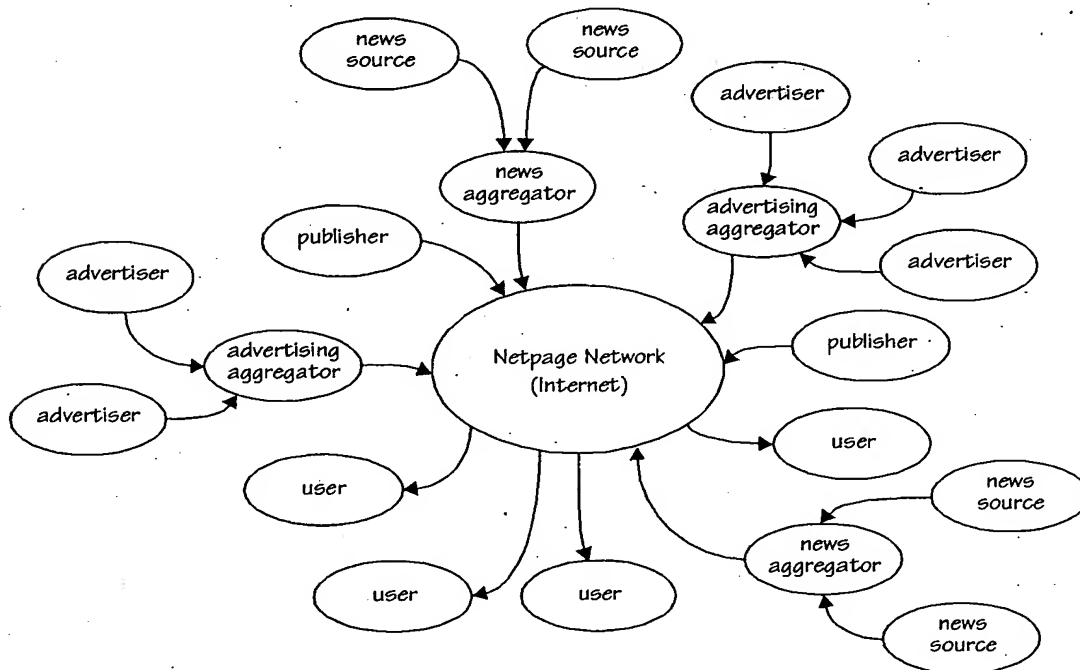 news
source
news
source
advertiser
advertiser
news
aggregator
advertising
aggregator
publisher
advertiser
advertiser
publisher
advertising
aggregator
Netpage Network
(Internet)
advertiser
user
user
news
source
news
aggregator
user
user
news
source